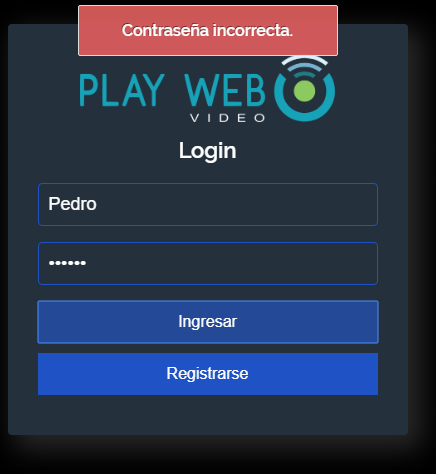 Contraseña incorrecta.
PLAY WEB
VIDEO
Login
Pedro
••••••
Ingresar
Registrarse